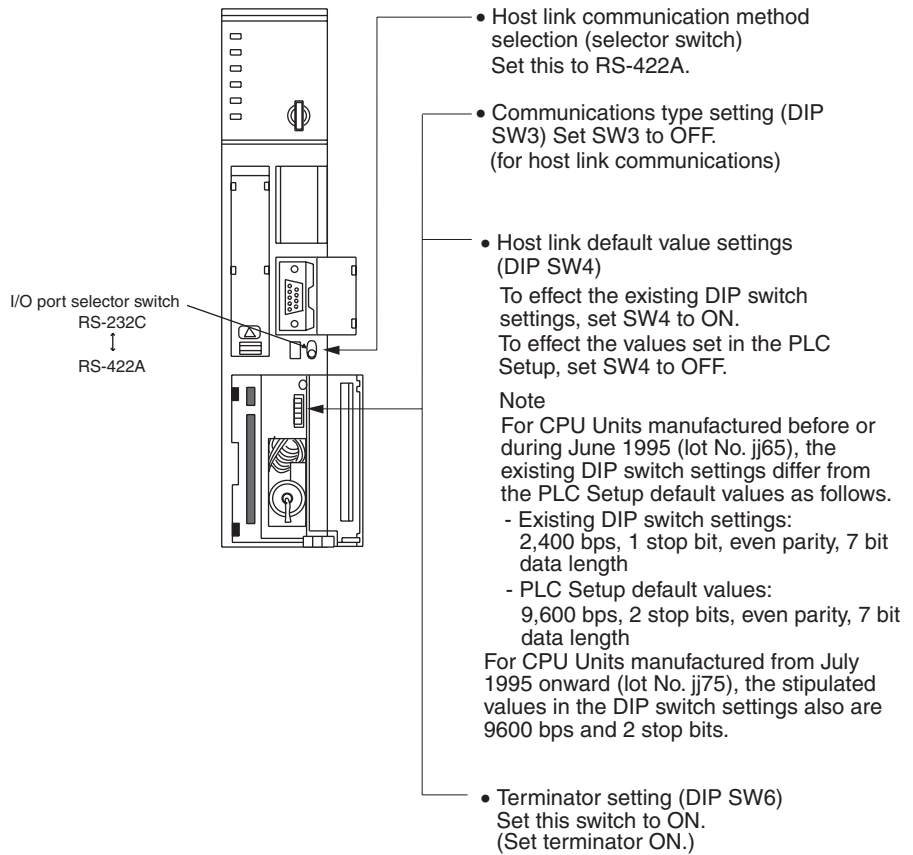 • Host link communication method
selection (selector switch)
Set this to RS-422A.
• Communications type setting (DIP
SW3) Set SW3 to OFF.
(for host link communications)
• Host link default value settings
(DIP SW4)
To effect the existing DIP switch
settings, set SW4 to ON.
To effect the values set in the PLC
Setup, set SW4 to OFF.
Note
For CPU Units manufactured before or
during June 1995 (lot No. jj65), the
existing DIP switch settings differ from
the PLC Setup default values as follows.
- Existing DIP switch settings:
2,400 bps, 1 stop bit, even parity, 7 bit
data length
- PLC Setup default values:
9,600 bps, 2 stop bits, even parity, 7 bit
data length
For CPU Units manufactured from July
1995 onward (lot No. jj75), the stipulated
values in the DIP switch settings also are
9600 bps and 2 stop bits.
• Terminator setting (DIP SW6)
Set this switch to ON.
(Set terminator ON.)
I/O port selector switch
RS-232C
RS-422A